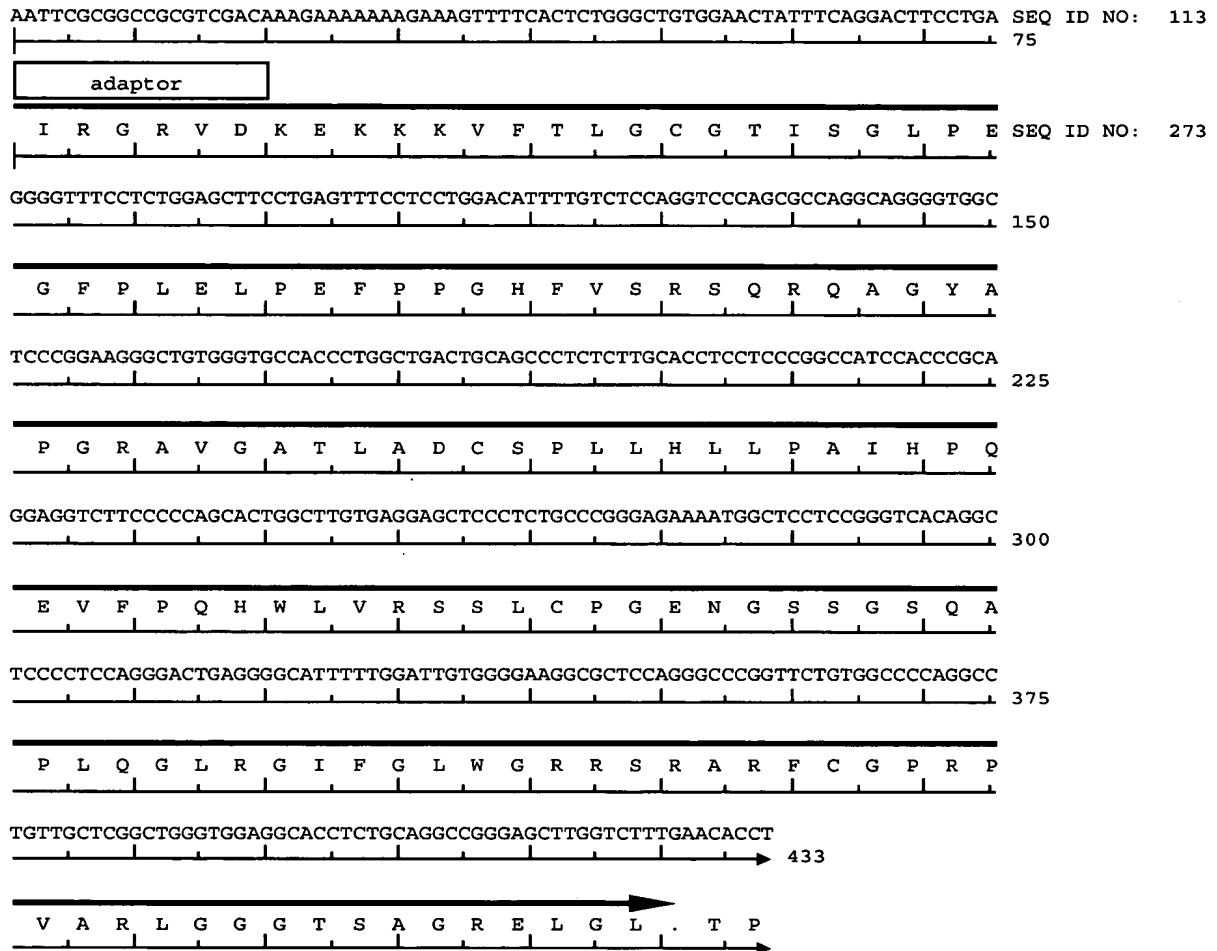 AATTCGCGGCCGCGTCGACAAAGAAAAAAAGAAAGTTTTCACTCTGGGCTGTGGAACTATTTCAGGACTTCCTGA SEQ ID NO: 113
75
adaptor
I R G R V D K E K K K V F T L G C G T I S G L P E SEQ ID NO: 273
GGGGTTTCCTCTGGAGCTTCCTGAGTTTCCTCCTGGACATTTTGTCTCCAGGTCCCAGCGCCAGGCAGGGGTGGC
150
G F P L E L P E F P P G H F V S R S Q R Q A G Y A
TCCCGGAAGGGCTGTGGGTGCCACCCTGGCTGACTGCAGCCCTCTCTTGCACCTCCTCCCGGCCATCCACCCGCA
225
P G R A V G A T L A D C S P L L H L L P A I H P Q
GGAGGTCTTCCCCCAGCACTGGCTTGTGAGGAGCTCCCTCTGCCCGGGAGAAAATGGCTCCTCCGGGTCACAGGC
300
E V F P Q H W L V R S S L C P G E N G S S G S Q A
TCCCCTCCAGGGACTGAGGGGCATTTTTGGATTGTGGGGAAGGCGCTCCAGGGCCCGGTTCTGTGGCCCCAGGCC
375
P L Q G L R G I F G L W G R R S R A R F C G P R P
TGTTGCTCGGCTGGGTGGAGGCACCTCTGCAGGCCGGGAGCTTGGTCTTTGAACACCT
433
V A R L G G G T S A G R E L G L . T P